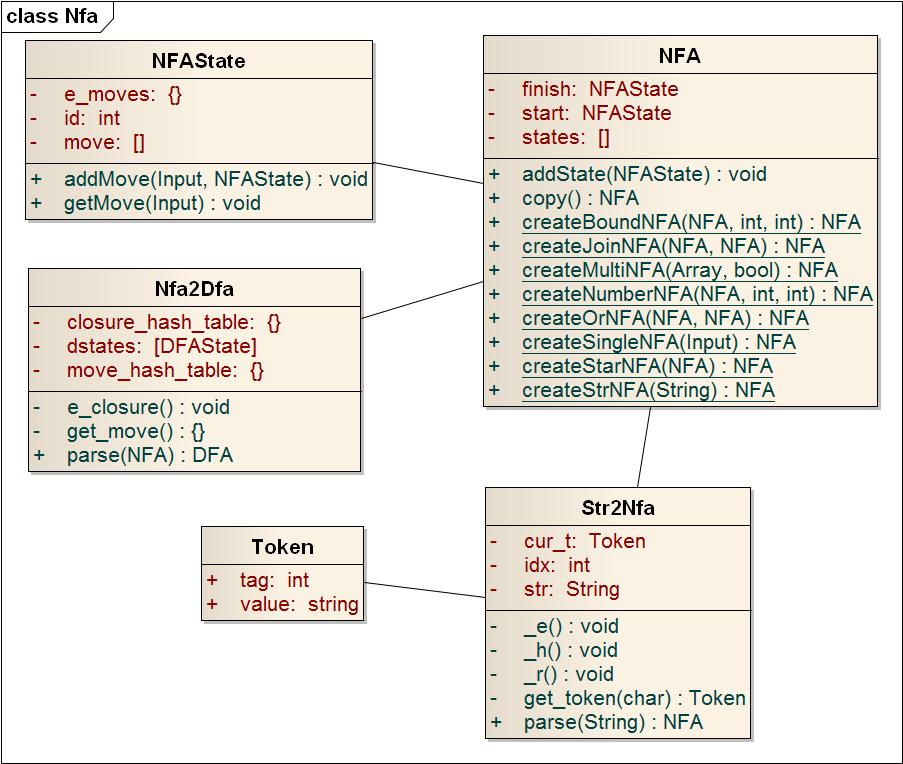 class Nfa
NFAState
- e_moves: {}
- id: int
- move: []
+ addMove(Input, NFAState) : void
+ getMove(Input) : void
NFA
- finish: NFAState
- start: NFAState
- states: []
+ addState(NFAState) : void
+ copy() : NFA
+ createBoundNFA(NFA, int, int) : NFA
+ createJoinNFA(NFA, NFA) : NFA
+ createMultiNFA(Array, bool) : NFA
+ createNumberNFA(NFA, int, int) : NFA
+ createOrNFA(NFA, NFA) : NFA
+ createSingleNFA(Input) : NFA
+ createStarNFA(NFA) : NFA
+ createStrNFA(String) : NFA
Nfa2Dfa
- closure_hash_table: {}
- dstates: [DFAState]
- move_hash_table: {}
- e_closure() : void
- get_move() : {}
+ parse(NFA) : DFA
Token
+ tag: int
+ value: string
Str2Nfa
- cur_t: Token
- idx: int
- str: String
- _e() : void
- _h() : void
- _r() : void
- get_token(char) : Token
+ parse(String) : NFA